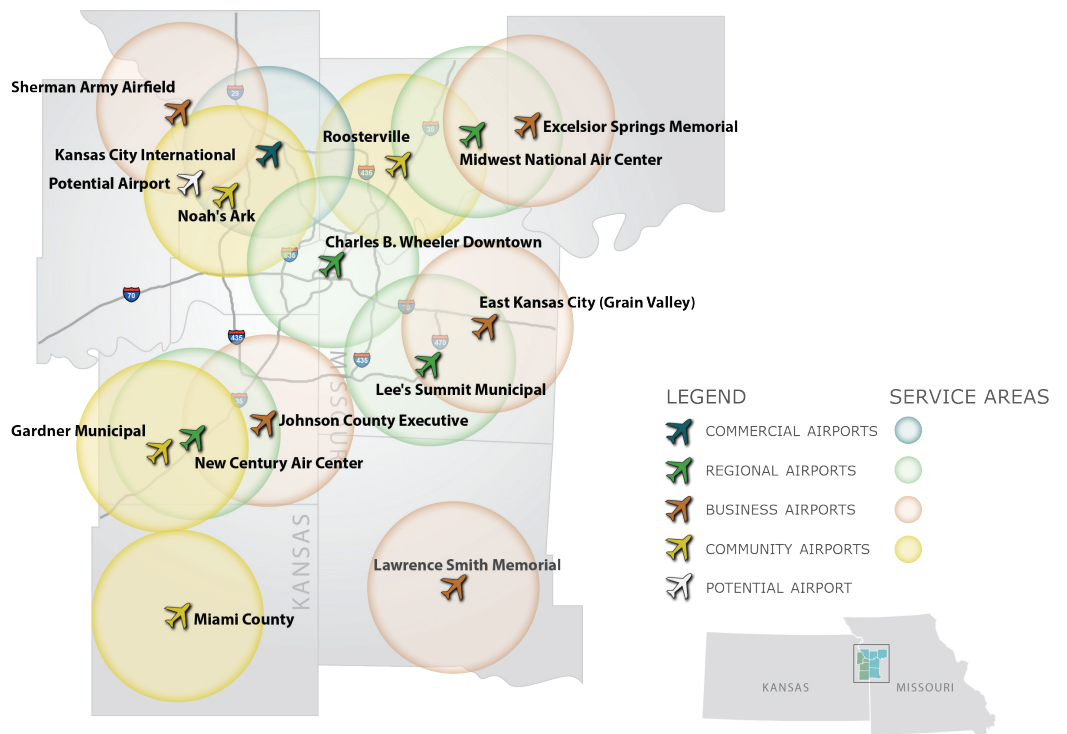 Sherman Army Airfield
29
Excelsior Springs Memorial
35
Roosterville
Kansas City International
Midwest National Air Center
435
Potential Airport
Noah's Ark
Charles B. Wheeler Downtown
70
East Kansas City (Grain Valley)
435
470
435
MISSOURI
Lee's Summit Municipal
Johnson County Executive
Gardner Municipal
New Century Air Center
KANSAS
Lawrence Smith Memorial
Miami County
LEGEND
SERVICE AREAS
COMMERCIAL AIRPORTS
REGIONAL AIRPORTS
BUSINESS AIRPORTS
COMMUNITY AIRPORTS
POTENTIAL AIRPORT
KANSAS
MISSOURI